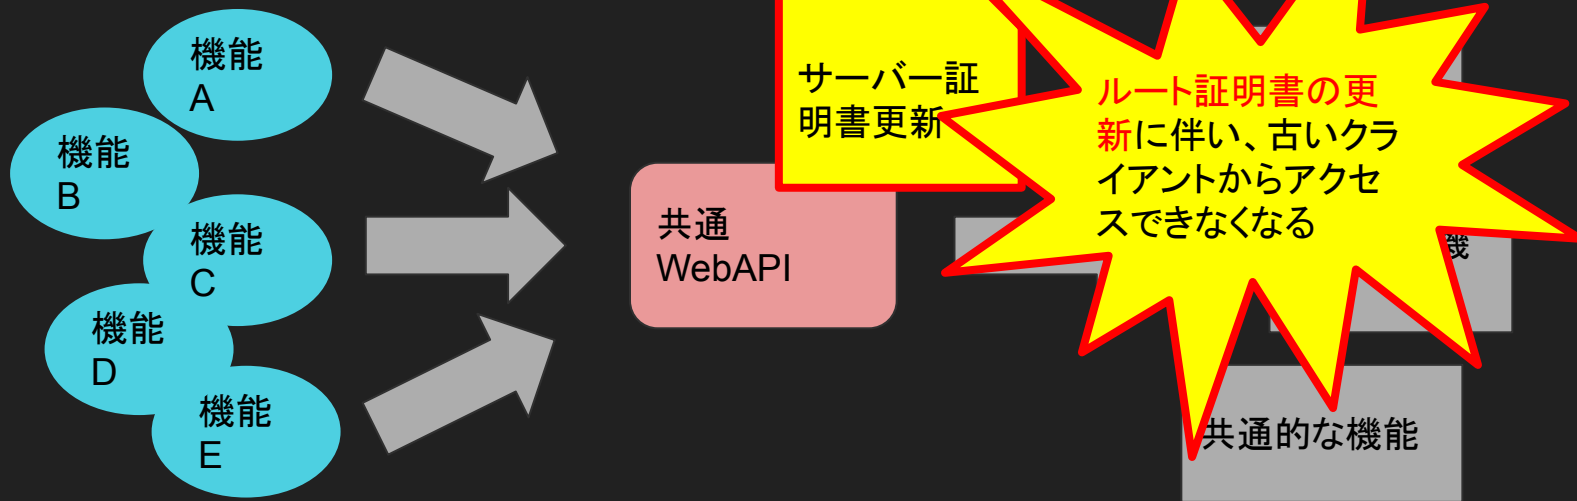 機能
A
機能
B
機能
C
機能
D
機能
E
共通
WebAPI
サーバー証
明書更新
ルート証明書の更
新に伴い、古いクラ
イアントからアクセ
スできなくなる
機
共通的な機能